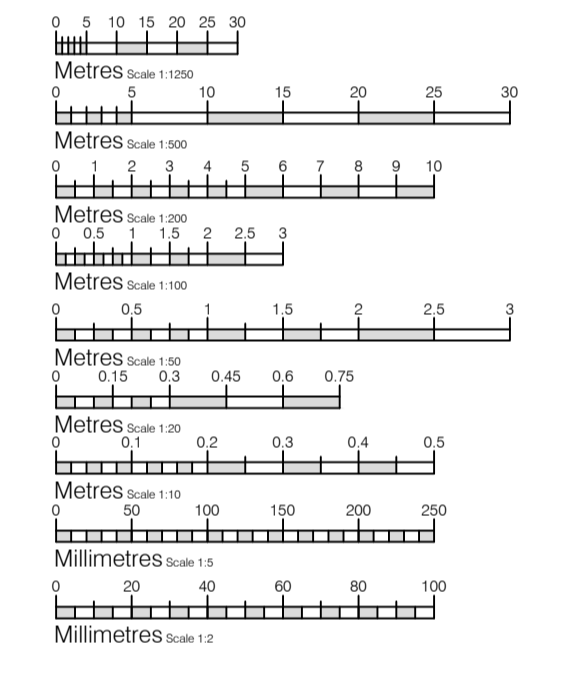 0 5 10 15 20 25 30
Metres Scale 1:1250
0 5 10 15 20 25 30
Metres Scale 1:500
0 1 2 3 4 5 6 7 8 9 10
Metres Scale 1:200
0 0.5 1 1.5 2 2.5 3
Metres Scale 1:100
0 0.5 1 1.5 2 2.5 3
Metres Scale 1:50
0 0.15 0.3 0.45 0.6 0.75
Metres Scale 1:20
0 0.1 0.2 0.3 0.4 0.5
Metres Scale 1:10
0 50 100 150 200 250
Millimetres Scale 1:5
0 20 40 60 80 100
Millimetres Scale 1:2